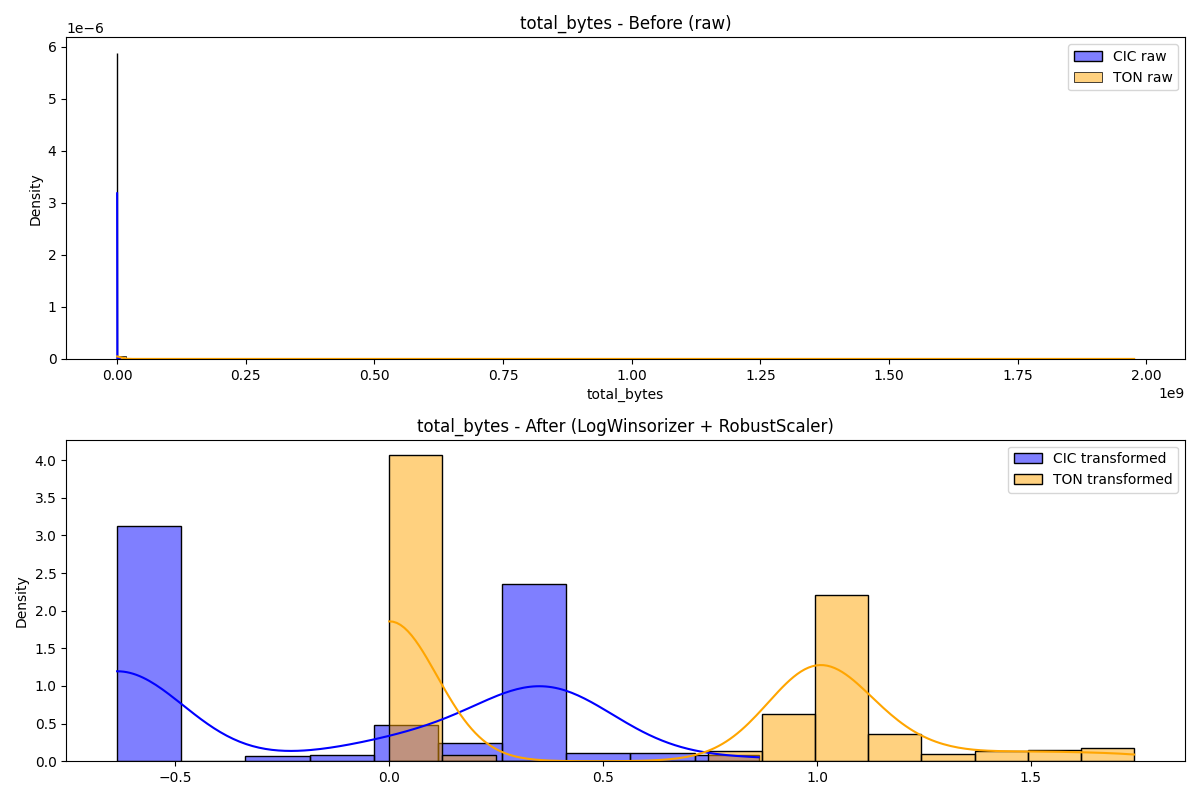 total_bytes - Before (raw)
1e−6
CIC raw
TON raw
6
5
4
3
2
1
0
Density
0.00 0.25 0.50 0.75 1.00 1.25 1.50 1.75 2.00
1e9
total_bytes
total_bytes - After (LogWinsorizer + RobustScaler)
CIC transformed
TON transformed
4.0
3.5
3.0
2.5
2.0
1.5
1.0
0.5
0.0
Density
−0.5 0.0 0.5 1.0 1.5